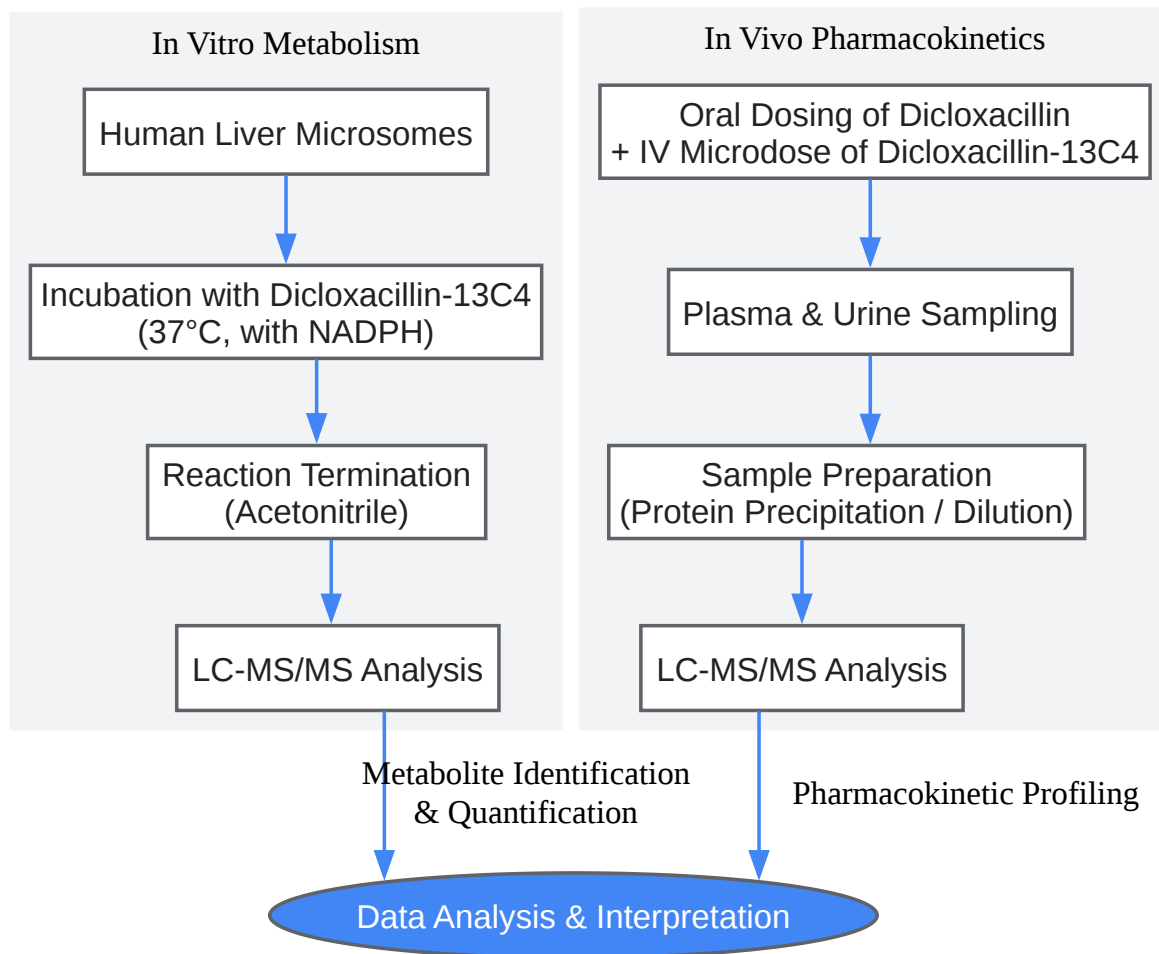 In Vitro Metabolism
Human Liver Microsomes
Incubation with Dicloxacillin-13C4
(37°C, with NADPH)
Reaction Termination
(Acetonitrile)
LC-MS/MS Analysis
Metabolite Identification
& Quantification
In Vivo Pharmacokinetics
Oral Dosing of Dicloxacillin
+ IV Microdose of Dicloxacillin-13C4
Plasma & Urine Sampling
Sample Preparation
(Protein Precipitation / Dilution)
LC-MS/MS Analysis
Pharmacokinetic Profiling
Data Analysis & Interpretation